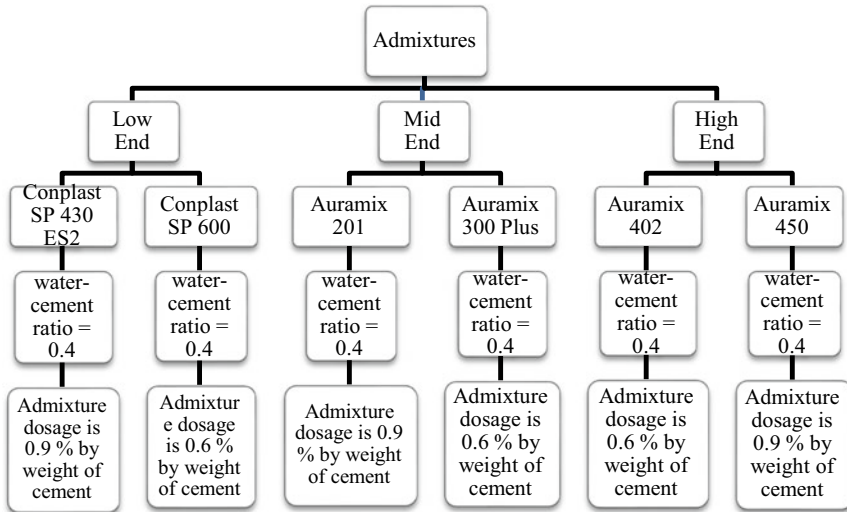 Admixtures
Low
End
Mid
End
High
End
Conplast
SP 430
ES2
Conplast
SP 600
Auramix
201
Auramix
300 Plus
Auramix
402
Auramix
450
water-
cement
ratio =
0.4
water-
cement
ratio =
0.4
water-
cement
ratio =
0.4
water-
cement
ratio =
0.4
water-
cement
ratio =
0.4
water-
cement
ratio =
0.4
Admixture
dosage is
0.9 % by
weight of
cement
Admixtur
e dosage
is 0.6 %
by weight
of cement
Admixture
dosage is 0.9
% by weight
of cement
Admixture
dosage is
0.6 % by
weight of
cement
Admixture
dosage is
0.6 % by
weight of
cement
Admixture
dosage is
0.9 % by
weight of
cement